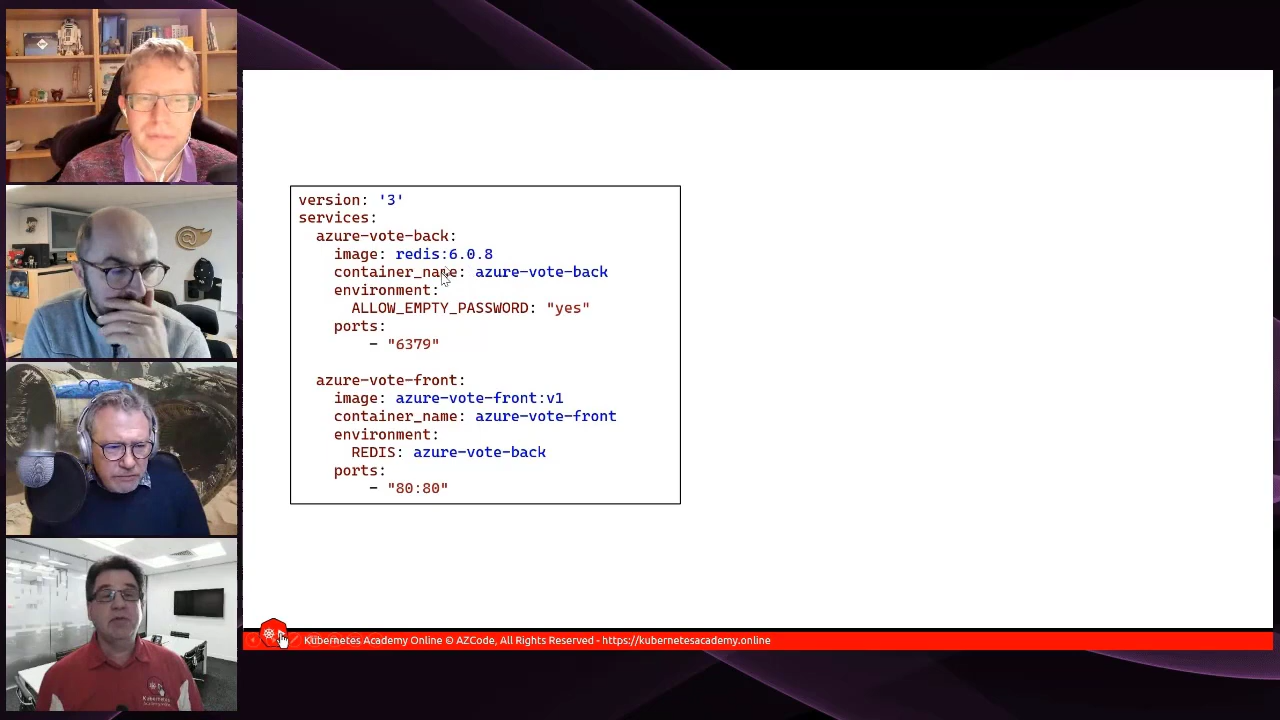 version: '3'
services:
azure-vote-back:
image: redis:6.0.8
container_name: azure-vote-back
environment:
ALLOW_EMPTY_PASSWORD: "yes"
ports:
- "6379"
azure-vote-front:
image: azure-vote-front:v1
container_name: azure-vote-front
environment:
REDIS: azure-vote-back
ports:
- "80:80"
Kubernetes Academy Online © AZCode, All Rights Reserved - https://kubernetesacademy.online
Kubernetes